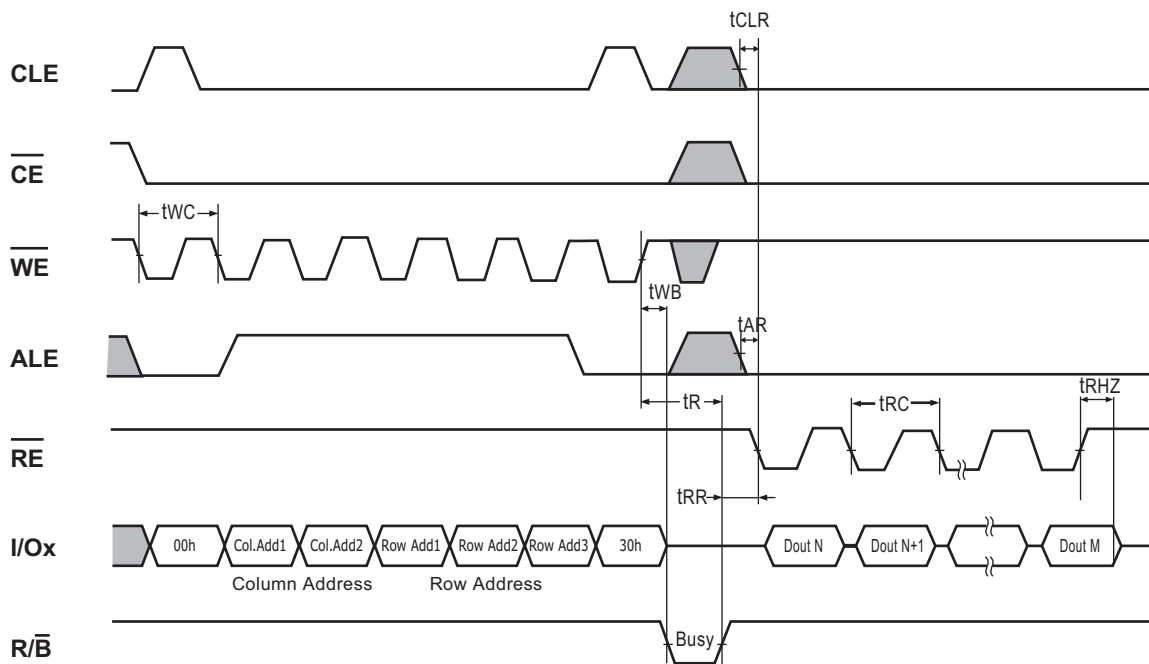 tCLR
CLE
CE
tWC
WE
tWB
ALE
tAR
tR
tRC
tRHZ
RE
tRR
I/Ox
00h Col.Add1 Col.Add2 Row Add1 Row Add2 Row Add3 30h Dout N Dout N+1 Dout M
Column Address Row Address
R/B
Busy